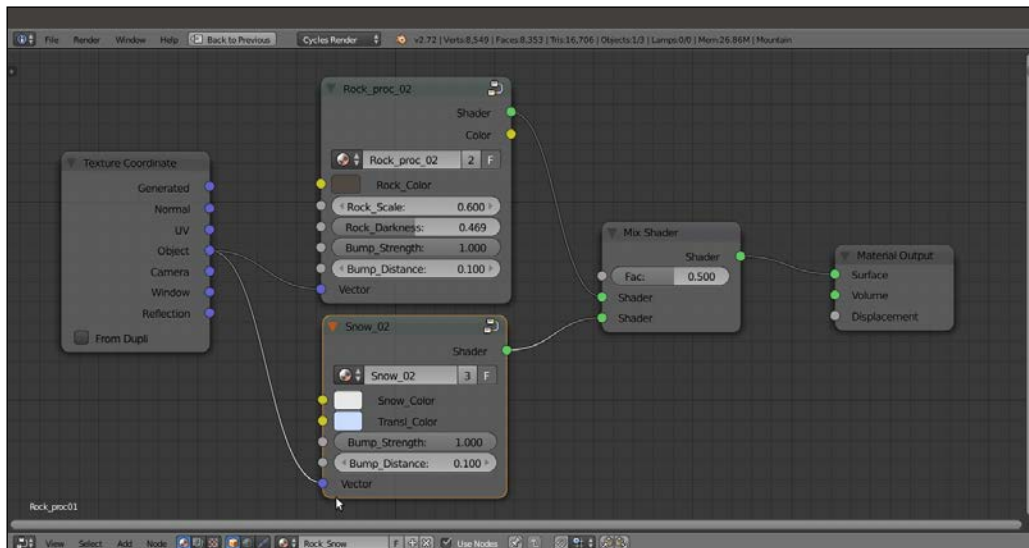 File Render Window Help Back to Previous Cycles Render v2.72 | Verts:8,549 | Faces:8,353 | Tris:16,706 | Objects:1/3 | Lamps:0/0 | Mem:26.86M | Mountain
Texture Coordinate
Generated
Normal
UV
Object
Camera
Window
Reflection
From Dupli
Rock_proc_02
Shader
Color
Rock_proc_02 2 F
Rock_Color
Rock_Scale: 0.600
Rock_Darkness: 0.469
Bump_Strength: 1.000
Bump_Distance: 0.100
Vector
Snow_02
Shader
Snow_02 3 F
Snow_Color
Transl_Color
Bump_Strength: 1.000
Bump_Distance: 0.100
Vector
Mix Shader
Shader
Fac: 0.500
Shader
Shader
Material Output
Surface
Volume
Displacement
Rock_proc01
View Select Add Node Rock Snow F Use Nodes